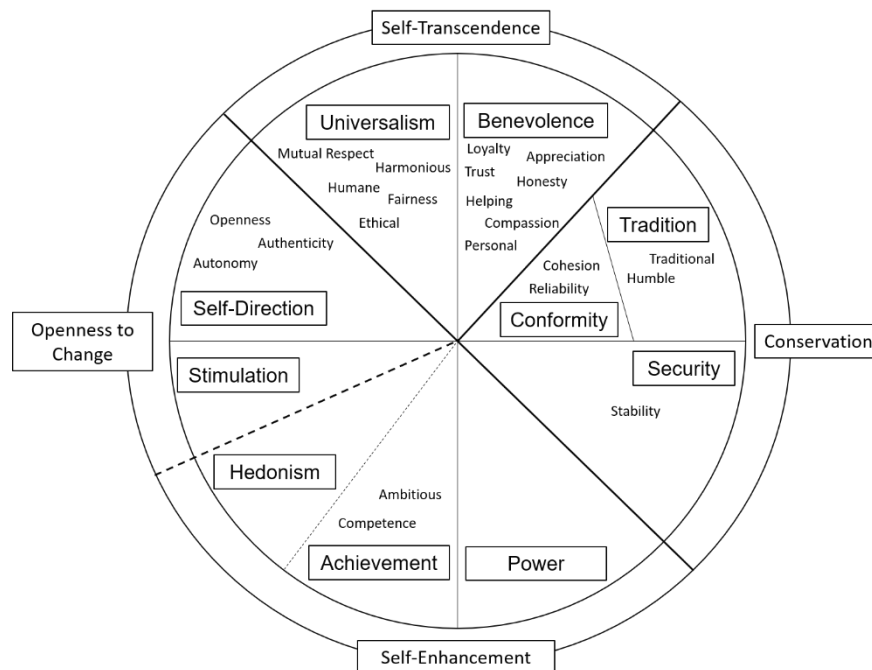 Self-Transcendence
Universalism
Benevolence
Mutual Respect
Harmonious
Humane
Fairness
Ethical
Loyalty
Appreciation
Trust
Honesty
Helping
Compassion
Personal
Tradition
Traditional
Humble
Cohesion
Reliability
Conformity
Openness
Authenticity
Autonomy
Self-Direction
Openness to
Change
Conservation
Stimulation
Security
Stability
Hedonism
Ambitious
Competence
Achievement
Power
Self-Enhancement